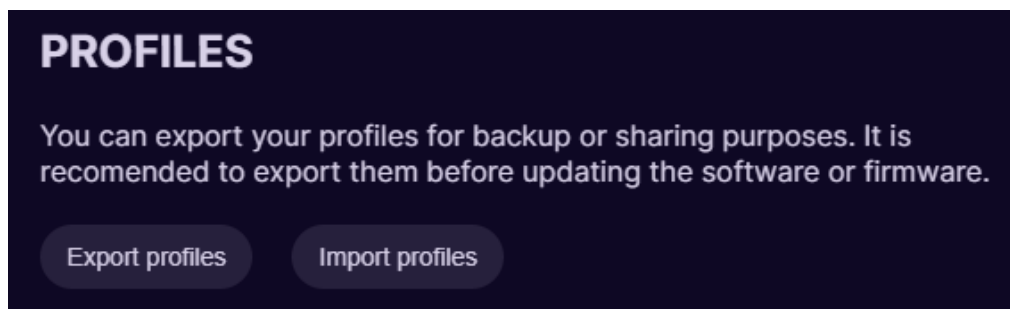 PROFILES
You can export your profiles for backup or sharing purposes. It is
recomended to export them before updating the software or firmware.
Export profiles
Import profiles